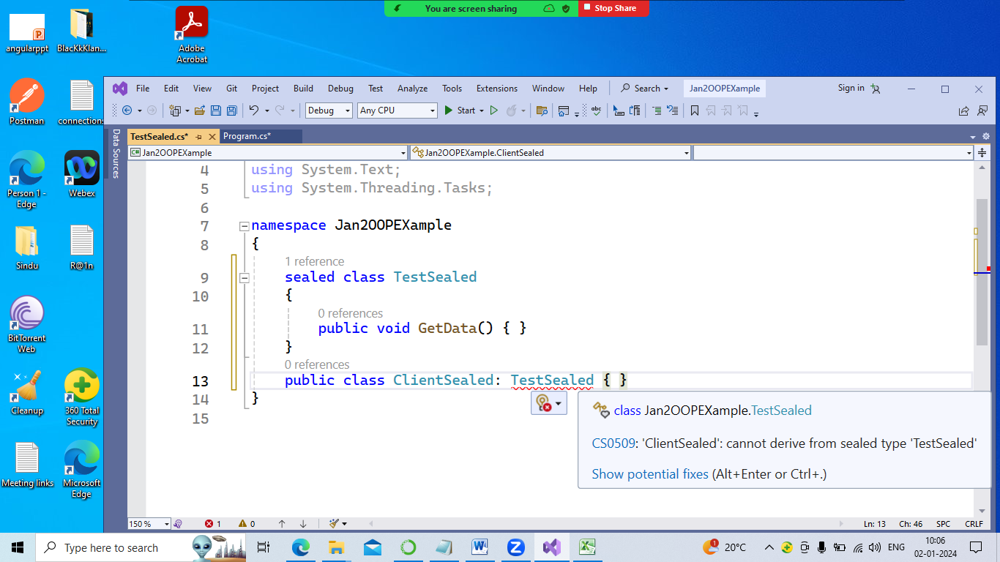 You are screen sharing
Stop Share
angularppt
BlacKkKlan...
Adobe
Acrobat
Postman
connections
Person 1 -
Edge
Webex
Sindu
R@1n
BitTorrent
Web
Cleanup
360 Total
Security
Meeting links
Microsoft
Edge
File Edit View Git Project Build Debug Test Analyze Tools Extensions Window Help Search Jan2OOPEXample Sign in
Debug Any CPU Start abc
Data Sources
TestSealed.cs* Program.cs*
C# Jan2OOPEXample Jan2OOPEXample.ClientSealed
4 using System.Text;
5 using System.Threading.Tasks;
6
7 namespace Jan2OOPEXample
8 {
1 reference
9 sealed class TestSealed
10 {
0 references
11 public void GetData() { }
12 }
0 references
13 public class ClientSealed: TestSealed { }
14 }
15
class Jan2OOPEXample.TestSealed
CS0509: 'ClientSealed': cannot derive from sealed type 'TestSealed'
Show potential fixes (Alt+Enter or Ctrl+.)
150 % 1 0 Ln: 13 Ch: 46 SPC CRLF
Type here to search
1 20°C ENG 10:06
02-01-2024